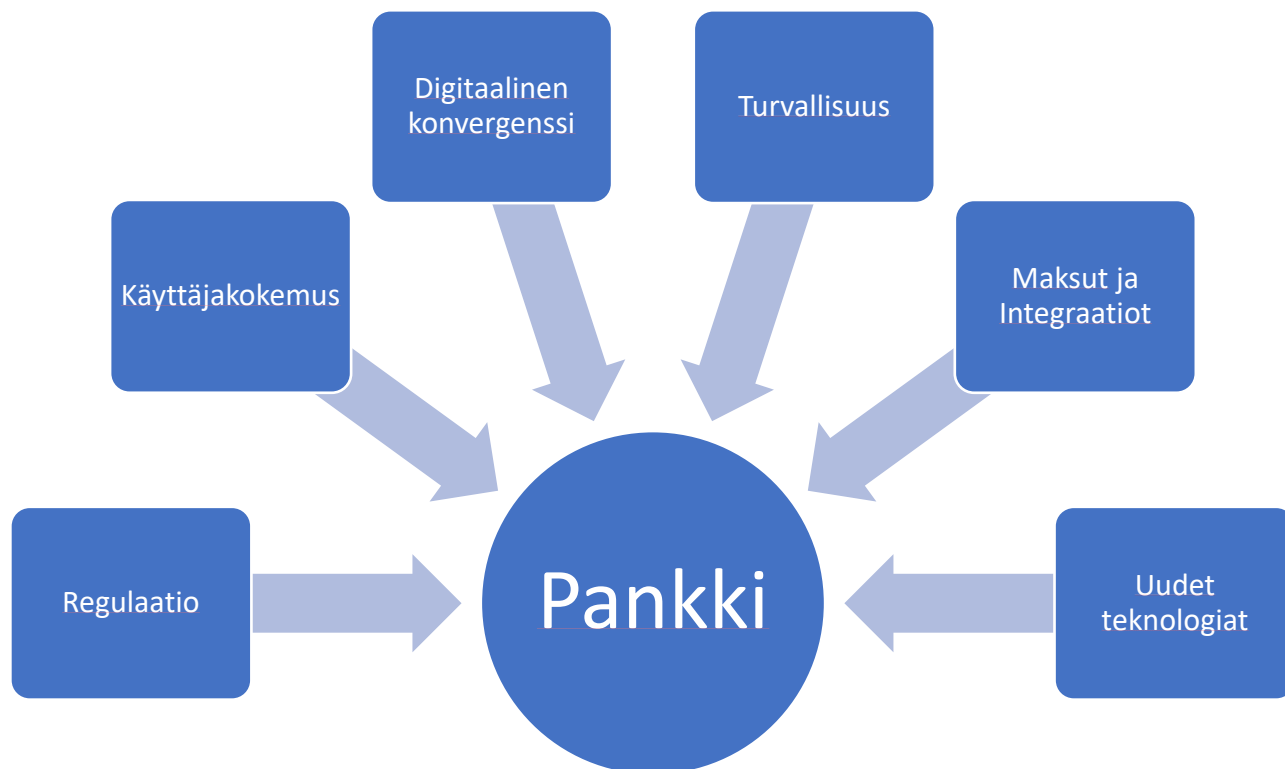 Digitaalinen
konvergenssi
Turvallisuus
Käyttäjakokemus
Maksut ja
Integraatiot
Regulaatio
Pankki
Uudet
teknologiat